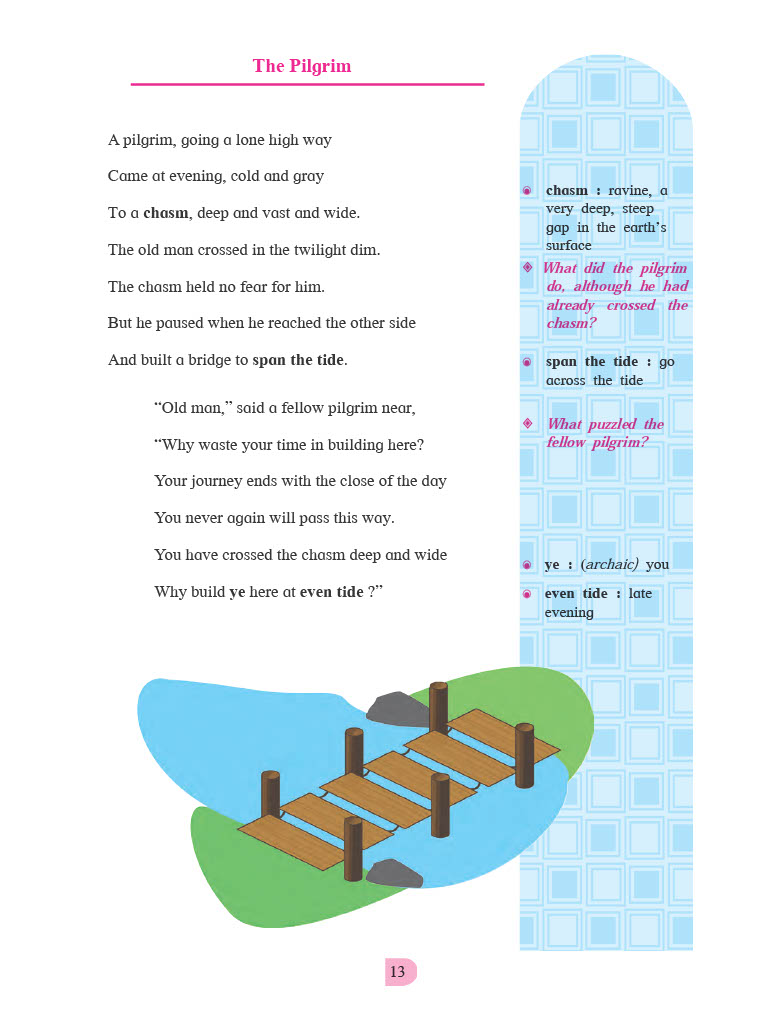 The Pilgrim
A pilgrim, going a lone high way
Came at evening, cold and gray
To a chasm, deep and vast and wide.
The old man crossed in the twilight dim.
The chasm held no fear for him.
But he paused when he reached the other side
And built a bridge to span the tide.
“Old man,” said a fellow pilgrim near,
“Why waste your time in building here?
Your journey ends with the close of the day
You never again will pass this way.
You have crossed the chasm deep and wide
Why build ye here at even tide ?”
chasm : ravine, a
very deep, steep
gap in the earth’s
surface
What did the pilgrim
do, although he had
already crossed the
chasm?
span the tide : go
across the tide
What puzzled the
fellow pilgrim?
ye : (archaic) you
even tide : late
evening
13